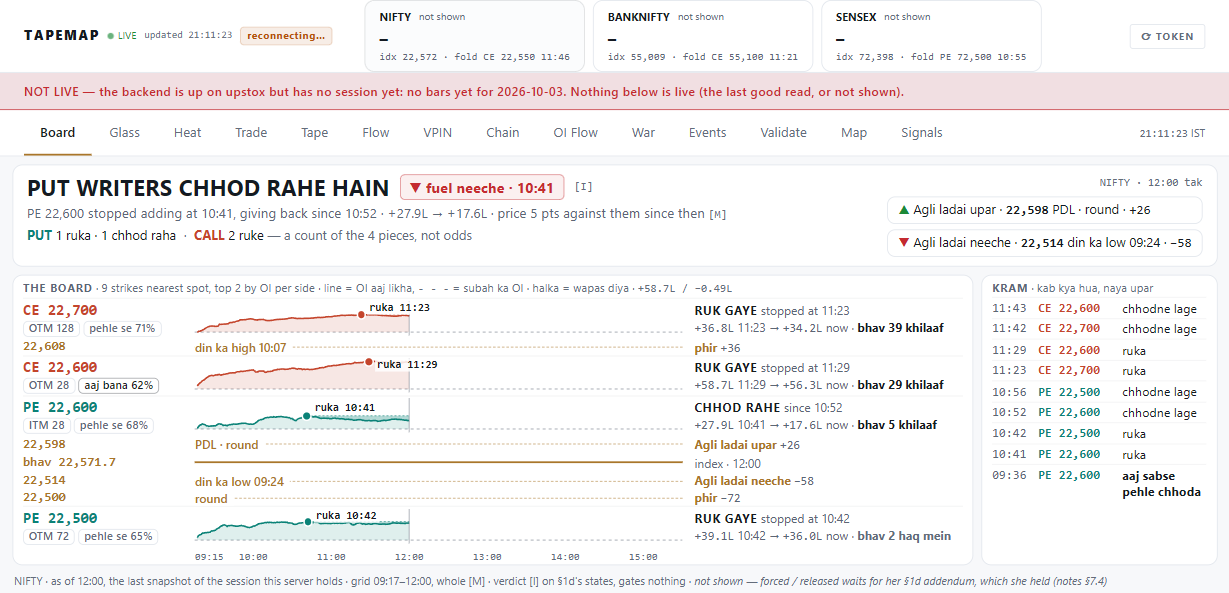 TAPEMAP ● LIVE updated 21:11:23 reconnecting...
NIFTY not shown
–
idx 22,572 · fold CE 22,550 11:46
BANKNIFTY not shown
–
idx 55,009 · fold CE 55,100 11:21
SENSEX not shown
–
idx 72,398 · fold PE 72,500 10:55
⟳ TOKEN
NOT LIVE — the backend is up on upstox but has no session yet: no bars yet for 2026-10-03. Nothing below is live (the last good read, or not shown).
Board Glass Heat Trade Tape Flow VPIN Chain OI Flow War Events Validate Map Signals 21:11:23 IST
PUT WRITERS CHHOD RAHE HAIN ▼ fuel neeche · 10:41 [I]
PE 22,600 stopped adding at 10:41, giving back since 10:52 · +27.9L → +17.6L · price 5 pts against them since then [M]
PUT 1 ruka · 1 chhod raha · CALL 2 ruke — a count of the 4 pieces, not odds
NIFTY · 12:00 tak
▲ Agli ladai upar · 22,598 PDL · round · +26
▼ Agli ladai neeche · 22,514 din ka low 09:24 · −58
THE BOARD · 9 strikes nearest spot, top 2 by OI per side · line = OI aaj likha, - - - = subah ka OI · halka = wapas diya · +58.7L / −0.49L
CE 22,700
OTM 128 pehle se 71%
ruka 11:23
RUK GAYE stopped at 11:23
+36.8L 11:23 → +34.2L now · bhav 39 khilaaf
22,608 din ka high 10:07 phir +36
CE 22,600
OTM 28 aaj bana 62%
ruka 11:29
RUK GAYE stopped at 11:29
+58.7L 11:29 → +56.3L now · bhav 29 khilaaf
PE 22,600
ITM 28 pehle se 68%
ruka 10:41
CHHOD RAHE since 10:52
+27.9L 10:41 → +17.6L now · bhav 5 khilaaf
22,598 PDL · round Agli ladai upar +26
bhav 22,571.7 index · 12:00
22,514 din ka low 09:24 Agli ladai neeche −58
22,500 round phir −72
PE 22,500
OTM 72 pehle se 65%
ruka 10:42
RUK GAYE stopped at 10:42
+39.1L 10:42 → +36.0L now · bhav 2 haq mein
09:15 10:00 11:00 12:00 13:00 14:00 15:00
KRAM · kab kya hua, naya upar
11:43 CE 22,600 chhodne lage
11:42 CE 22,700 chhodne lage
11:29 CE 22,600 ruka
11:23 CE 22,700 ruka
10:56 PE 22,500 chhodne lage
10:52 PE 22,600 chhodne lage
10:42 PE 22,500 ruka
10:41 PE 22,600 ruka
09:36 PE 22,600 aaj sabse
pehle chhoda
NIFTY · as of 12:00, the last snapshot of the session this server holds · grid 09:17–12:00, whole [M] · verdict [I] on §1d's states, gates nothing · not shown — forced / released waits for her §1d addendum, which she held (notes §7.4)